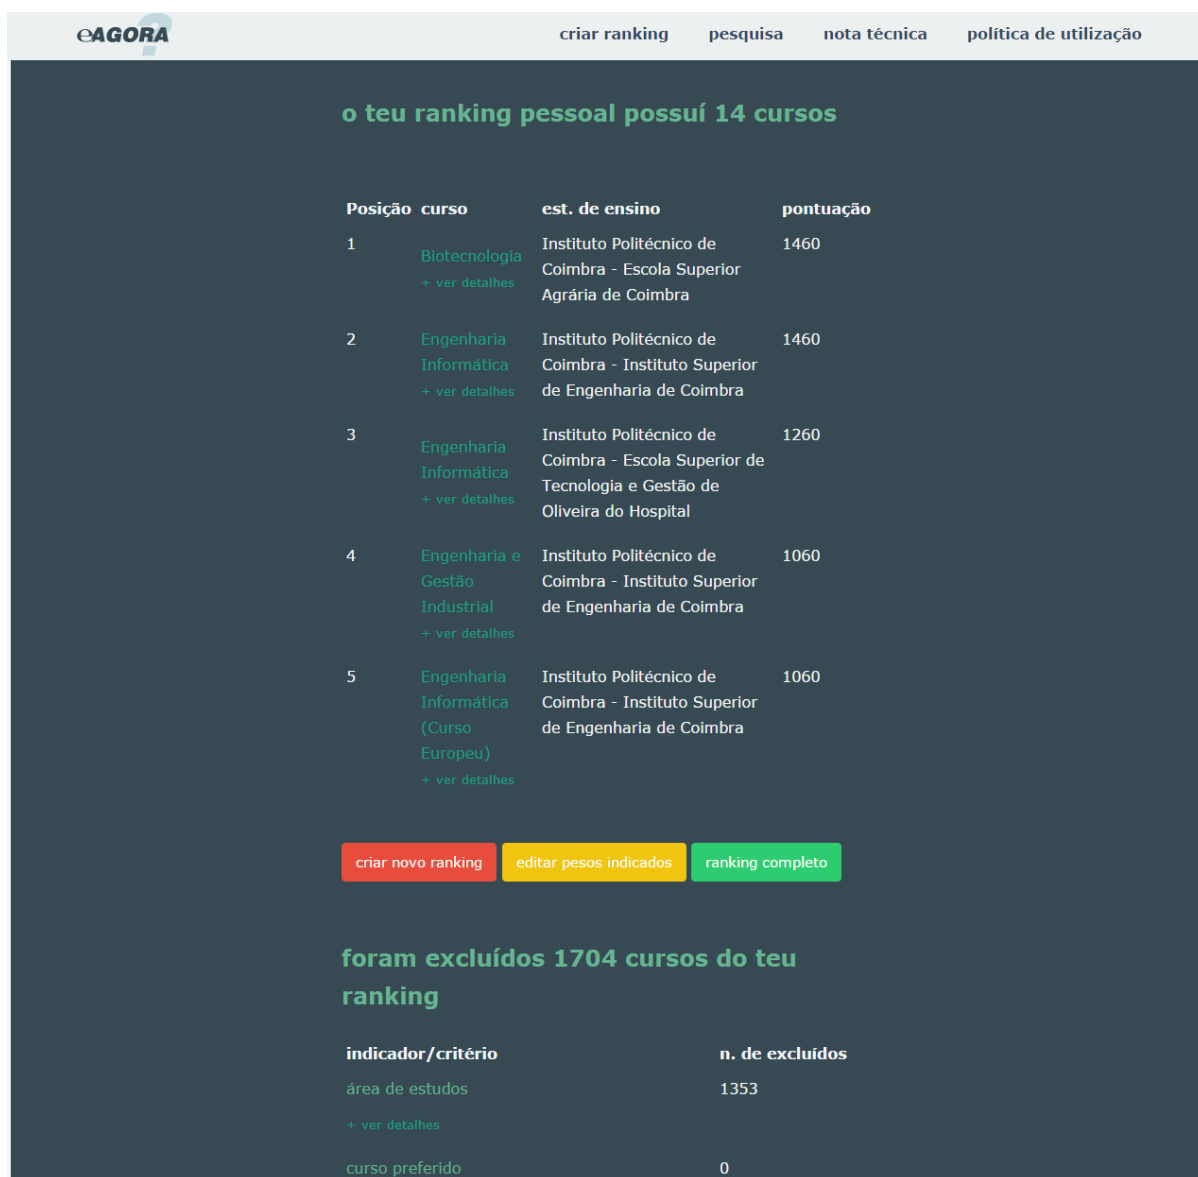 eAGORA ?
criar ranking pesquisa nota técnica política de utilização
o teu ranking pessoal possuí 14 cursos
Posição curso est. de ensino pontuação
1
Biotecnologia
+ ver detalhes
Instituto Politécnico de
Coimbra - Escola Superior
Agrária de Coimbra
1460
2
Engenharia
Informática
+ ver detalhes
Instituto Politécnico de
Coimbra - Instituto Superior
de Engenharia de Coimbra
1460
3
Engenharia
Informática
+ ver detalhes
Instituto Politécnico de
Coimbra - Escola Superior de
Tecnologia e Gestão de
Oliveira do Hospital
1260
4
Engenharia e
Gestão
Industrial
+ ver detalhes
Instituto Politécnico de
Coimbra - Instituto Superior
de Engenharia de Coimbra
1060
5
Engenharia
Informática
(Curso
Europeu)
+ ver detalhes
Instituto Politécnico de
Coimbra - Instituto Superior
de Engenharia de Coimbra
1060
criar novo ranking editar pesos indicados ranking completo
foram excluídos 1704 cursos do teu
ranking
indicador/critério n. de excluídos
área de estudos 1353
+ ver detalhes
curso preferido 0